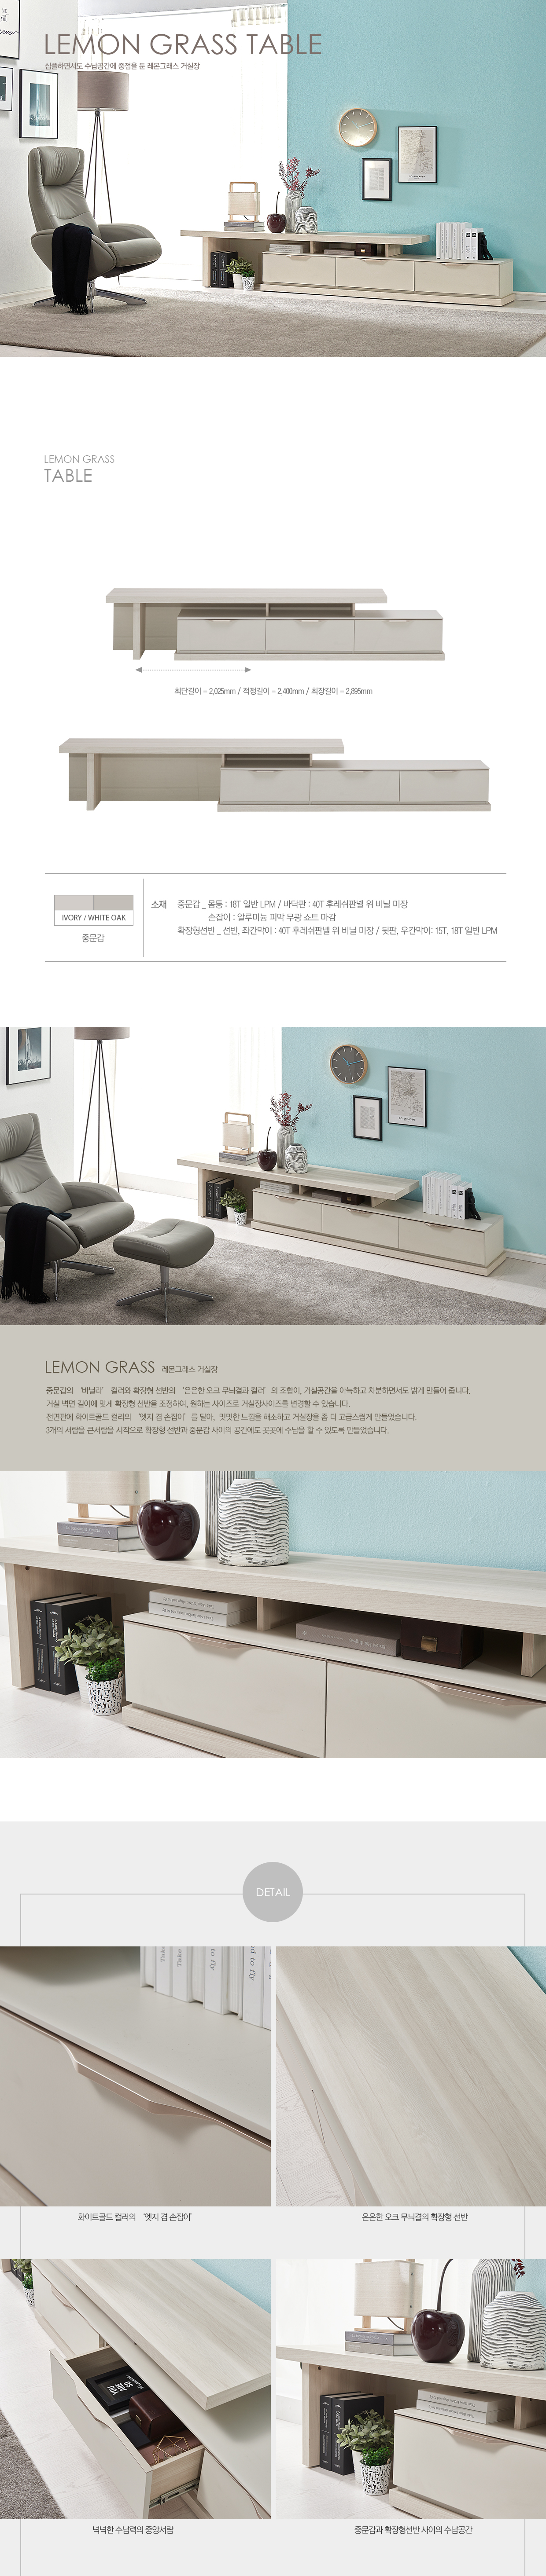 LEMON GRASS TABLE
심플하면서도 수납공간에 중점을 둔 레몬그래스 거실장
LEMON GRASS
TABLE
최단길이 = 2,025mm / 적정길이 = 2,400mm / 최장길이 = 2,895mm
IVORY / WHITE OAK
중문갑
소재 중문갑 _ 몸통 : 18T 일반 LPM / 바닥판 : 40T 후레쉬판넬 위 비닐 미장
손잡이 : 알루미늄 피막 무광 쇼트 마감
확장형선반 _ 선반, 좌칸막이 : 40T 후레쉬판넬 위 비닐 미장 / 뒷판, 우칸막이: 15T, 18T 일반 LPM
LEMON GRASS 레몬그래스 거실장
중문갑의 '바닐라' 컬러와 확장형 선반의 '은은한 오크 무늬결과 컬러'의 조합이, 거실공간을 아늑하고 차분하면서도 밝게 만들어 줍니다.
거실 벽면 길이에 맞게 확장형 선반을 조정하여, 원하는 사이즈로 거실장사이즈를 변경할 수 있습니다.
전면판에 화이트골드 컬러의 '엣지 겸 손잡이'를 달아, 밋밋한 느낌을 해소하고 거실장을 좀 더 고급스럽게 만들었습니다.
3개의 서랍을 큰서랍을 시작으로 확장형 선반과 중문갑 사이의 공간에도 곳곳에 수납을 할 수 있도록 만들었습니다.
DETAIL
화이트골드 컬러의 '엣지 겸 손잡이'
은은한 오크 무늬결의 확장형 선반
넉넉한 수납력의 중앙서랍
중문갑과 확장형선반 사이의 수납공간